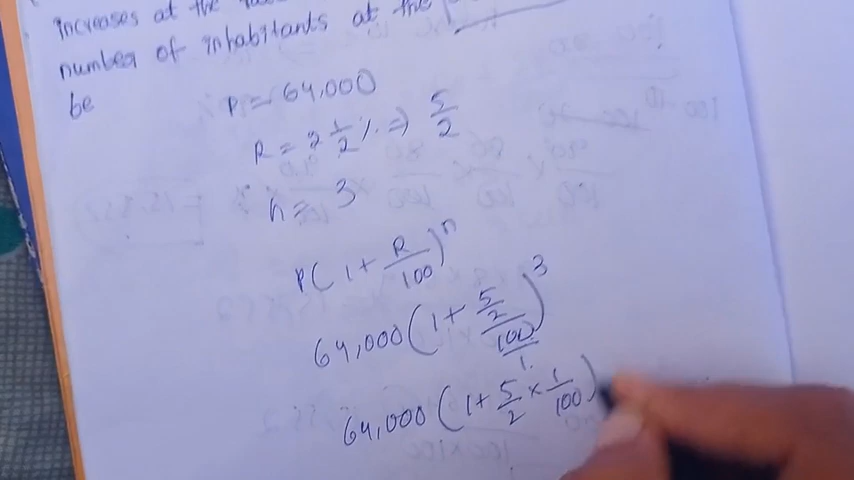 increases at the
number of inhabitants at the
be
P = 64,000
R = 2 1/2 % => 5/2
n = 3
P(1 + R/100)^n
64,000(1 + 5/2/100/1)^3
64,000(1 + 5/2 × 1/100)